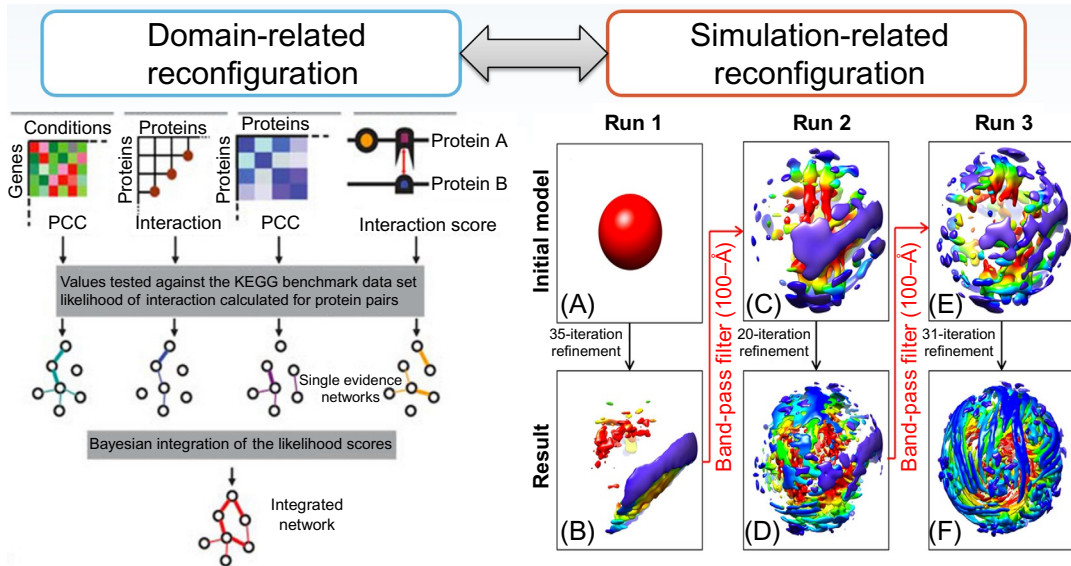 Domain-related
reconfiguration
Simulation-related
reconfiguration
Conditions
Genes
PCC
Proteins
Proteins
Interaction
Proteins
Proteins
PCC
Protein A
Protein B
Interaction score
Values tested against the KEGG benchmark data set
likelihood of interaction calculated for protein pairs
Single evidence
networks
Bayesian integration of the likelihood scores
Integrated
network
Run 1
Run 2
Run 3
Initial model
(A)
(C)
(E)
35-iteration
refinement
Band-pass filter (100–Å)
20-iteration
refinement
Band-pass filter (100–Å)
31-iteration
refinement
Result
(B)
(D)
(F)